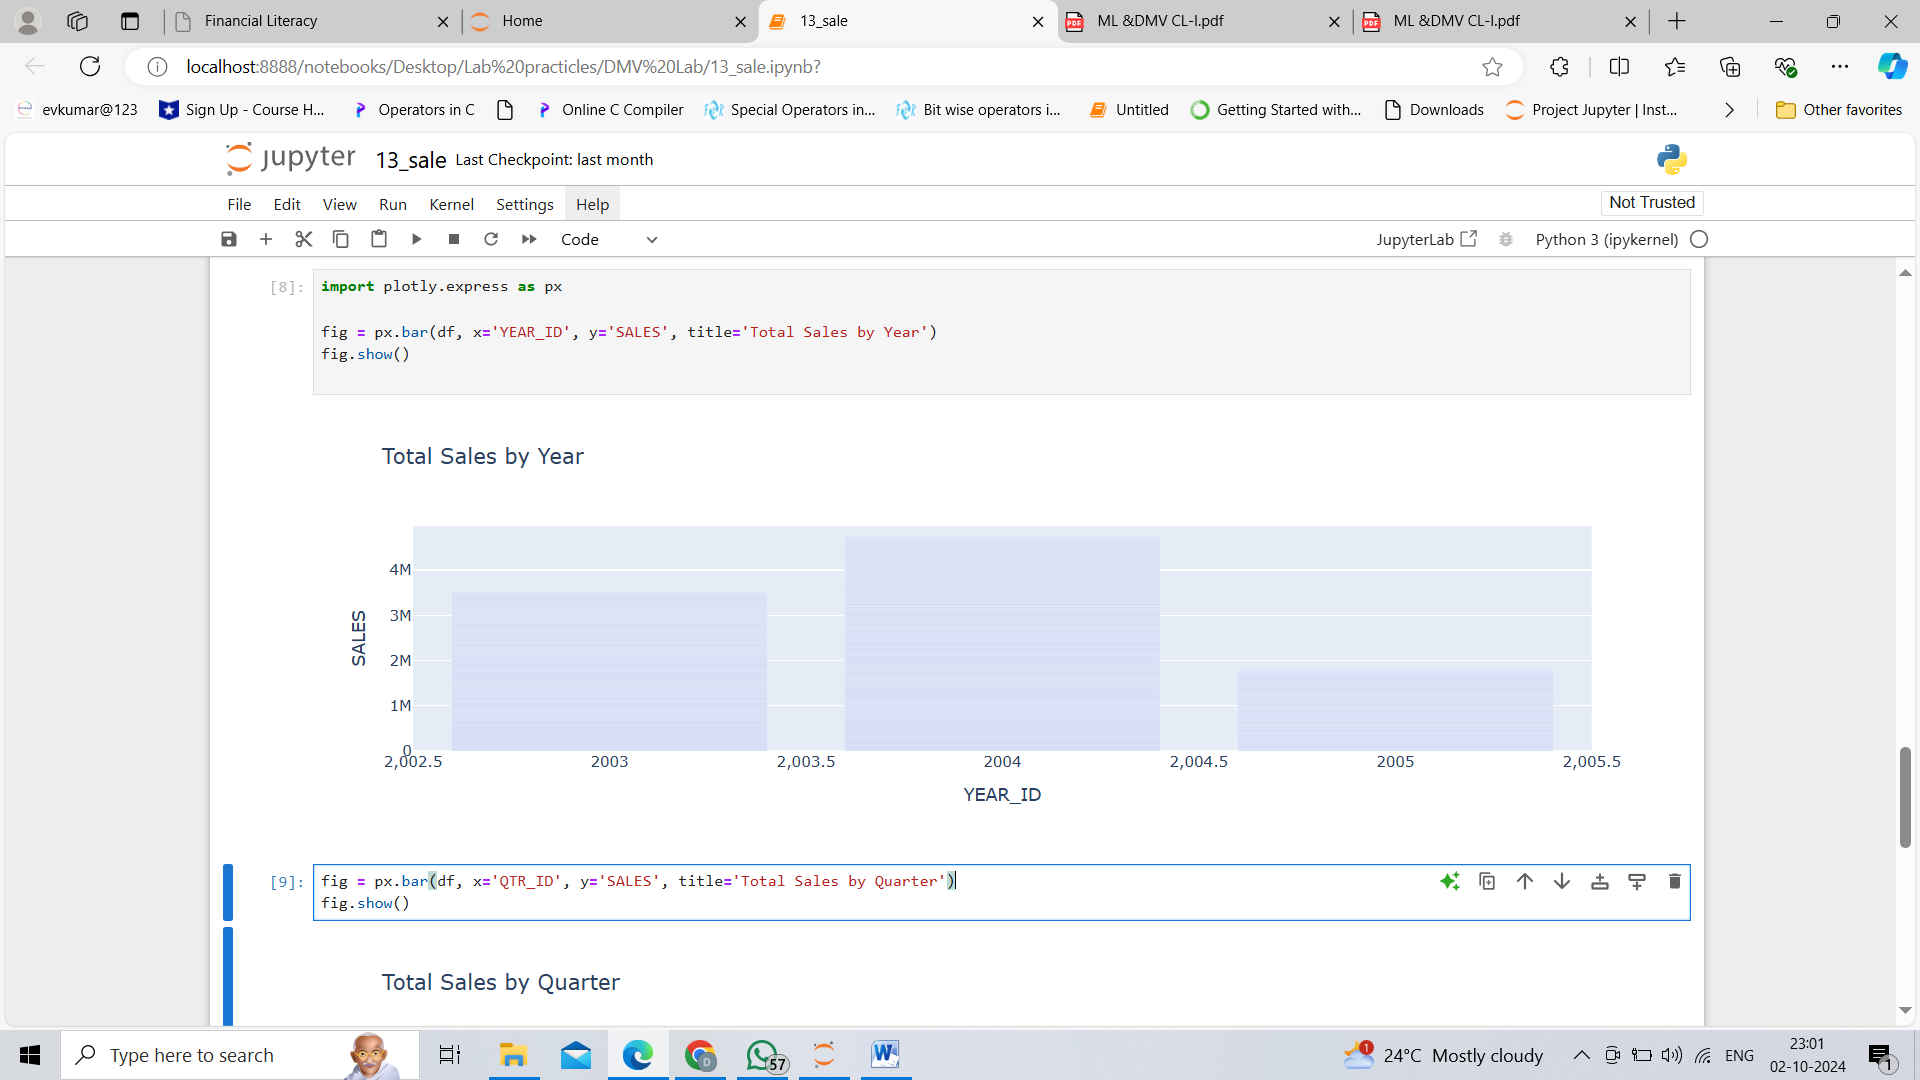 Financial Literacy
Home
13_sale
ML &DMV CL-I.pdf
ML &DMV CL-I.pdf
localhost:8888/notebooks/Desktop/Lab%20practicles/DMV%20Lab/13_sale.ipynb?
evkumar@123
Sign Up - Course H...
Operators in C
Online C Compiler
Special Operators in...
Bit wise operators i...
Untitled
Getting Started with...
Downloads
Project Jupyter | Inst...
Other favorites
jupyter 13_sale Last Checkpoint: last month
File Edit View Run Kernel Settings Help
Not Trusted
Code
JupyterLab
Python 3 (ipykernel)
[8]:
import plotly.express as px
fig = px.bar(df, x='YEAR_ID', y='SALES', title='Total Sales by Year')
fig.show()
Total Sales by Year
SALES
4M
3M
2M
1M
0
2,002.5 2003 2,003.5 2004 2,004.5 2005 2,005.5
YEAR_ID
[9]:
fig = px.bar(df, x='QTR_ID', y='SALES', title='Total Sales by Quarter')
fig.show()
Total Sales by Quarter
Type here to search
D
57
1
24°C Mostly cloudy
ENG
23:01
02-10-2024
1